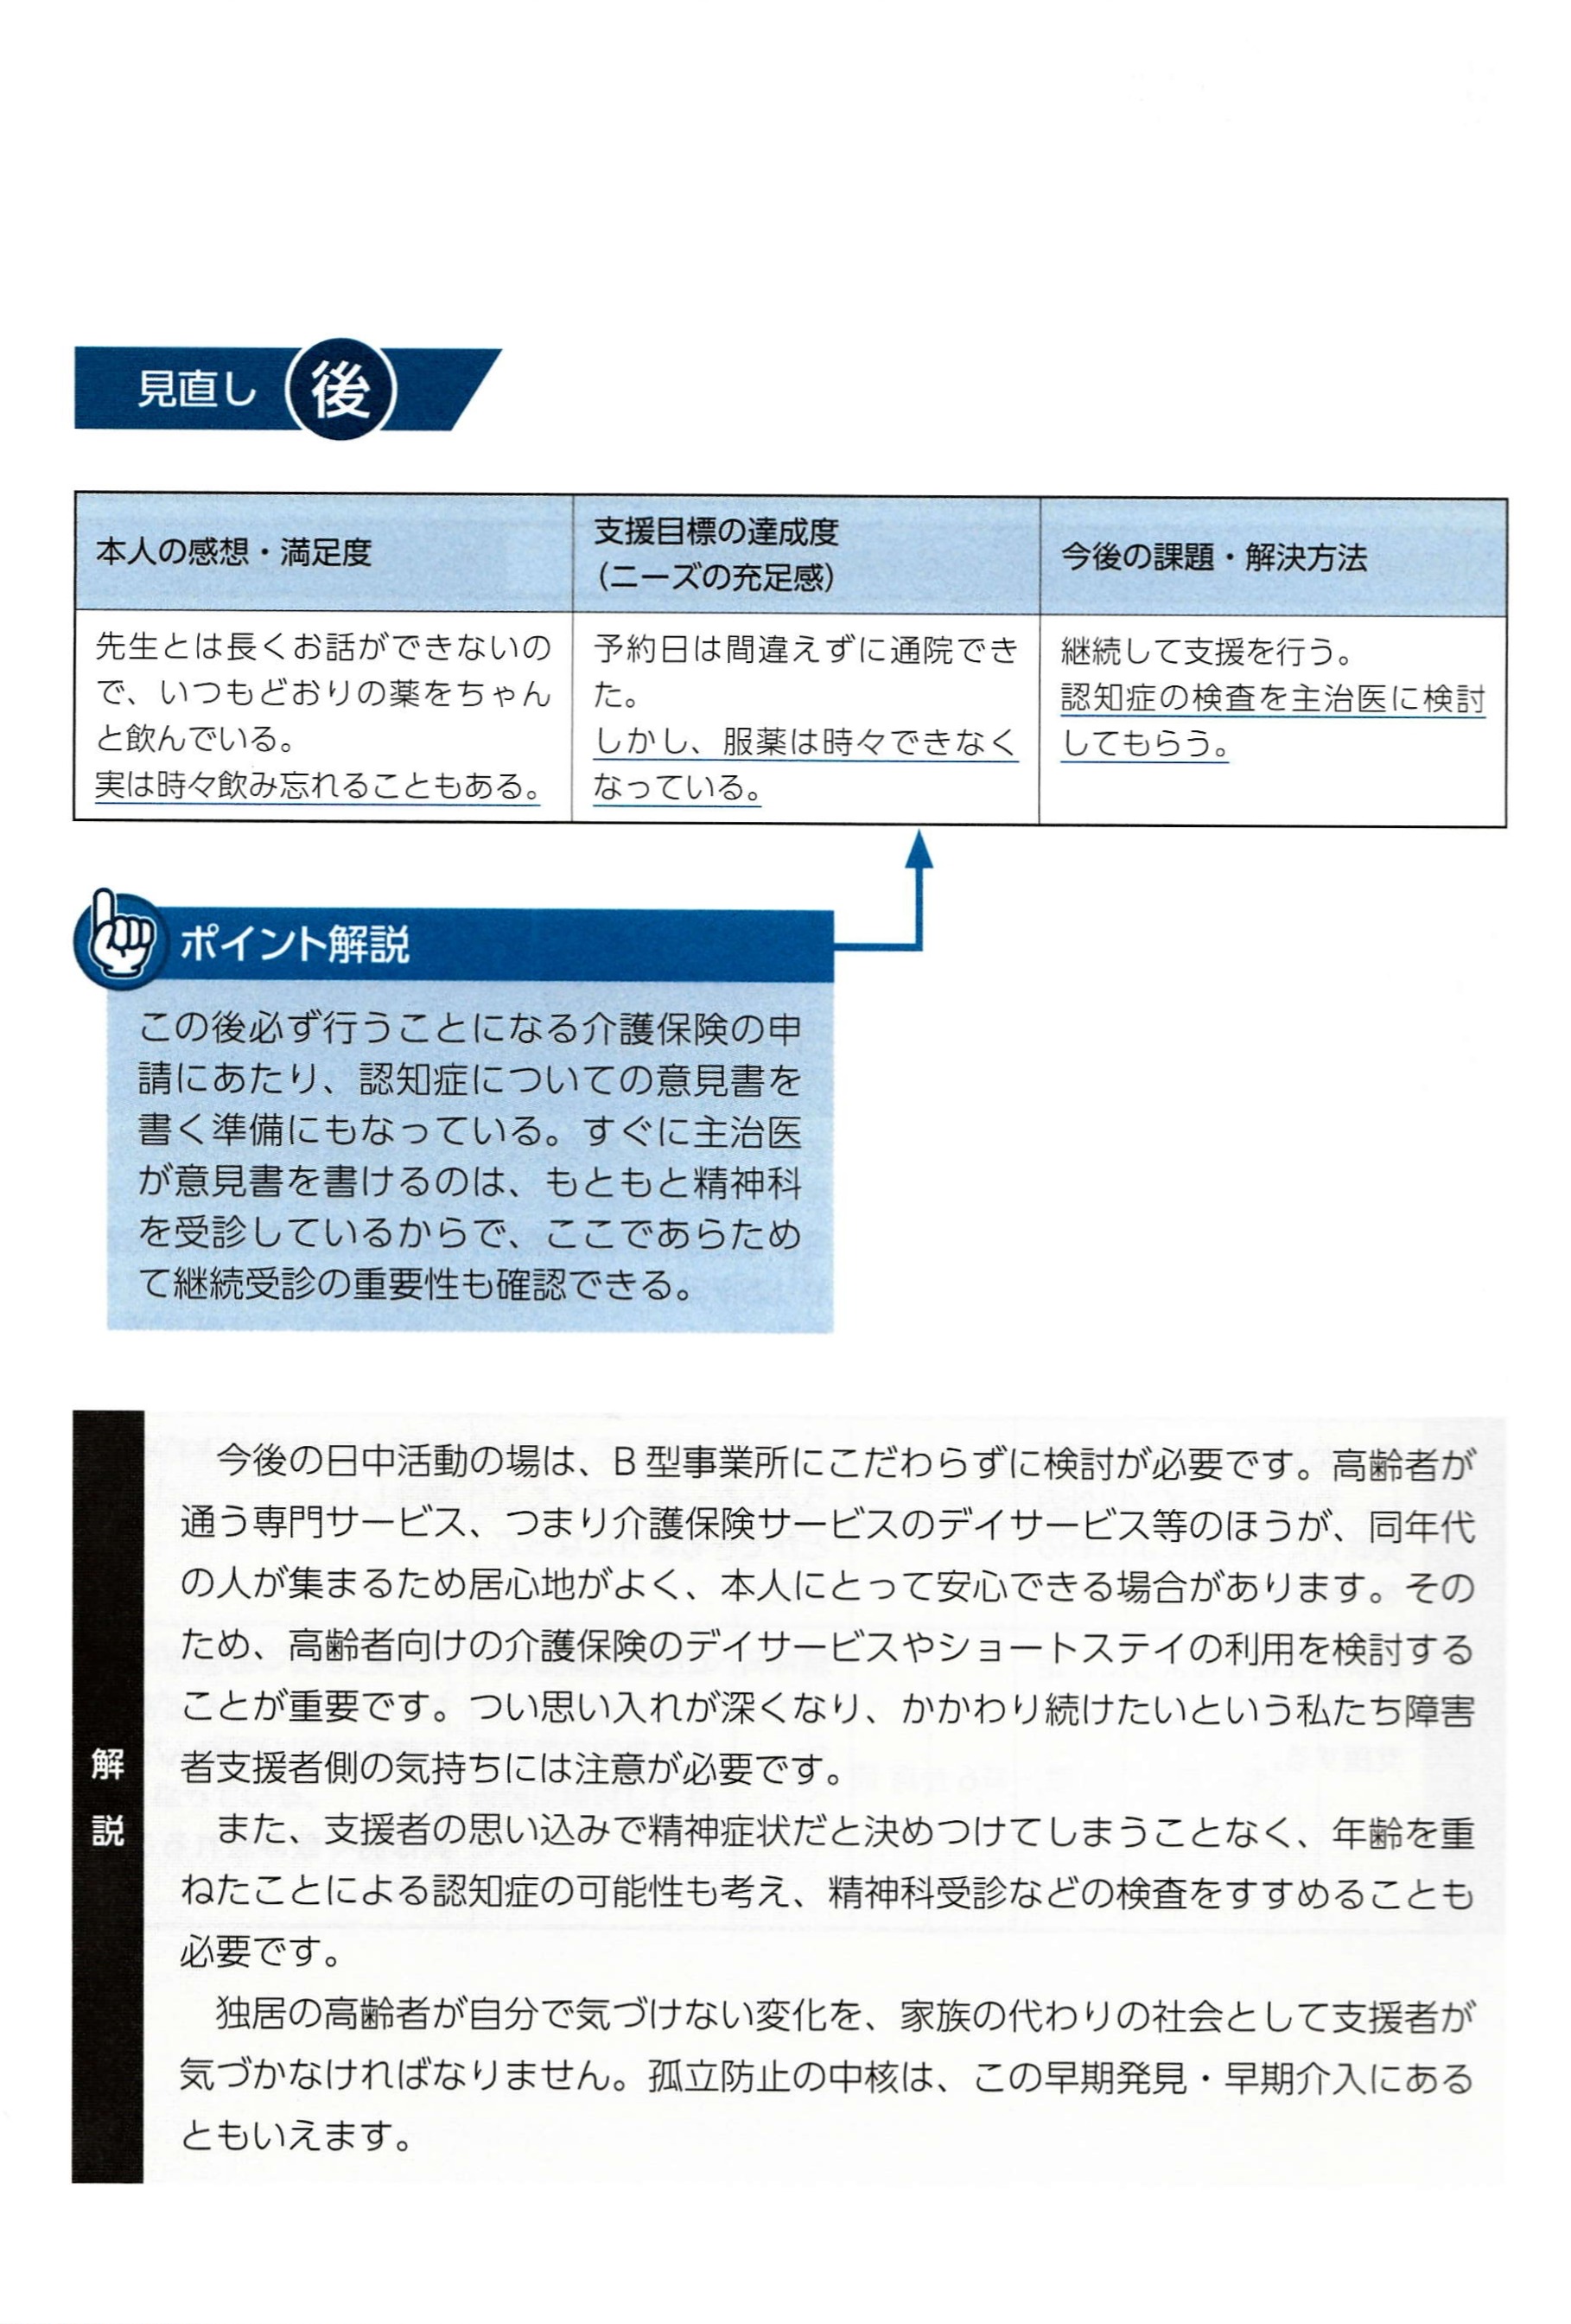 見直し 後
本人の感想・満足度
支援目標の達成度
（ニーズの充足感）
今後の課題・解決方法
先生とは長くお話ができないの
で、いつもどおりの薬をちゃん
と飲んでいる。
実は時々飲み忘れることもある。
予約日は間違えずに通院でき
た。
しかし、服薬は時々できなく
なっている。
継続して支援を行う。
認知症の検査を主治医に検討
してもらう。
ポイント解説
この後必ず行うことになる介護保険の申
請にあたり、認知症についての意見書を
書く準備にもなっている。すぐに主治医
が意見書を書けるのは、もともと精神科
を受診しているからで、ここであらため
て継続受診の重要性も確認できる。
解説
今後の日中活動の場は、B型事業所にこだわらずに検討が必要です。高齢者が
通う専門サービス、つまり介護保険サービスのデイサービス等のほうが、同年代
の人が集まるため居心地がよく、本人にとって安心できる場合があります。その
ため、高齢者向けの介護保険のデイサービスやショートステイの利用を検討する
ことが重要です。つい思い入れが深くなり、かかわり続けたいという私たち障害
者支援者側の気持ちには注意が必要です。
また、支援者の思い込みで精神症状だと決めつけてしまうことなく、年齢を重
ねたことによる認知症の可能性も考え、精神科受診などの検査をすすめることも
必要です。
独居の高齢者が自分で気づけない変化を、家族の代わりの社会として支援者が
気づかなければなりません。孤立防止の中核は、この早期発見・早期介入にある
ともいえます。